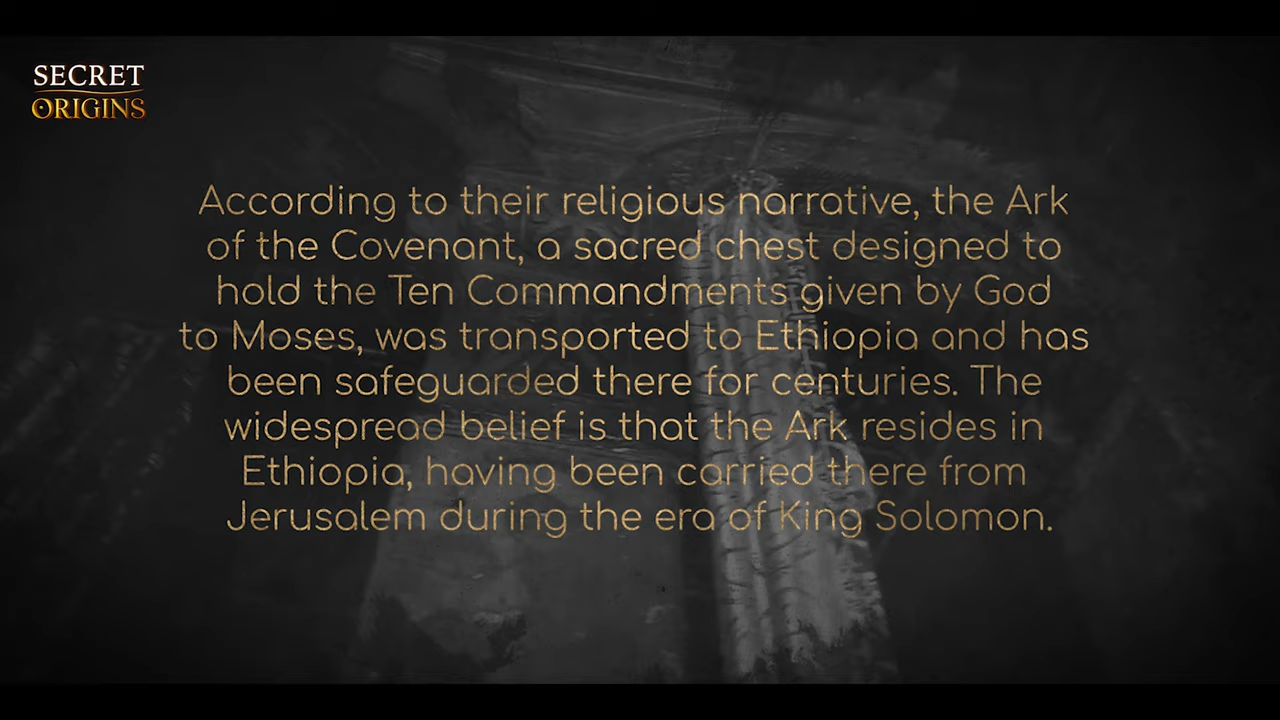 SECRET
ORIGINS
According to their religious narrative, the Ark
of the Covenant, a sacred chest designed to
hold the Ten Commandments given by God
to Moses, was transported to Ethiopia and has
been safeguarded there for centuries. The
widespread belief is that the Ark resides in
Ethiopia, having been carried there from
Jerusalem during the era of King Solomon.